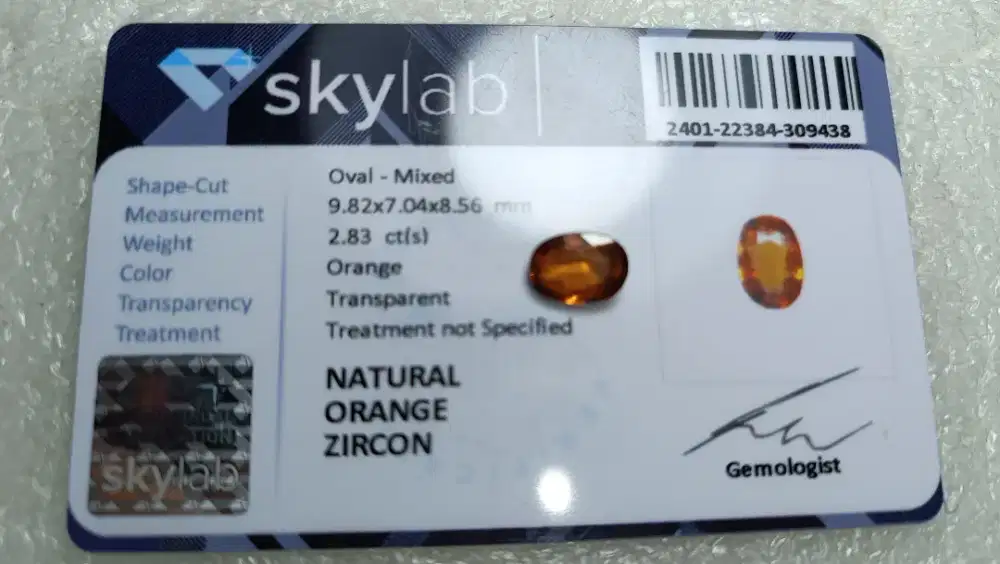 skylab
2401-22384-309438
Shape-Cut Oval - Mixed
Measurement 9.82x7.04x8.56 mm
Weight 2.83 ct(s)
Color Orange
Transparency Transparent
Treatment Treatment not Specified
NATURAL
ORANGE
ZIRCON
skylab
Gemologist